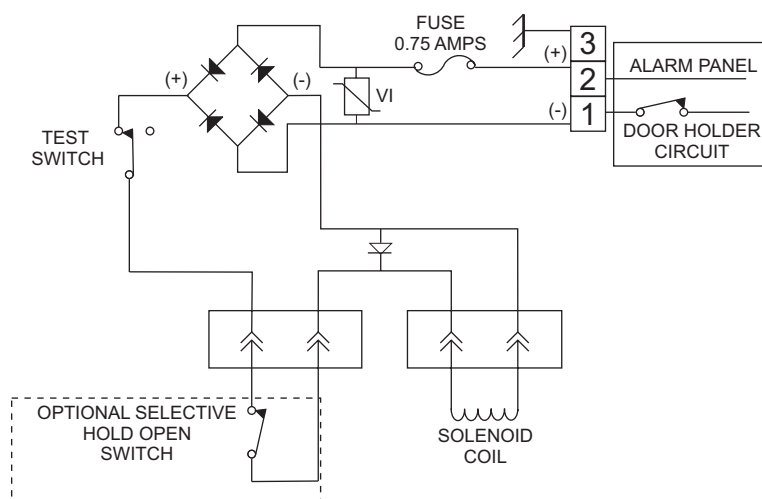 FUSE
0.75 AMPS
(+)
3
2
1
(-)
ALARM PANEL
DOOR HOLDER
CIRCUIT
(+)
(-)
VI
TEST
SWITCH
OPTIONAL SELECTIVE
HOLD OPEN
SWITCH
SOLENOID
COIL